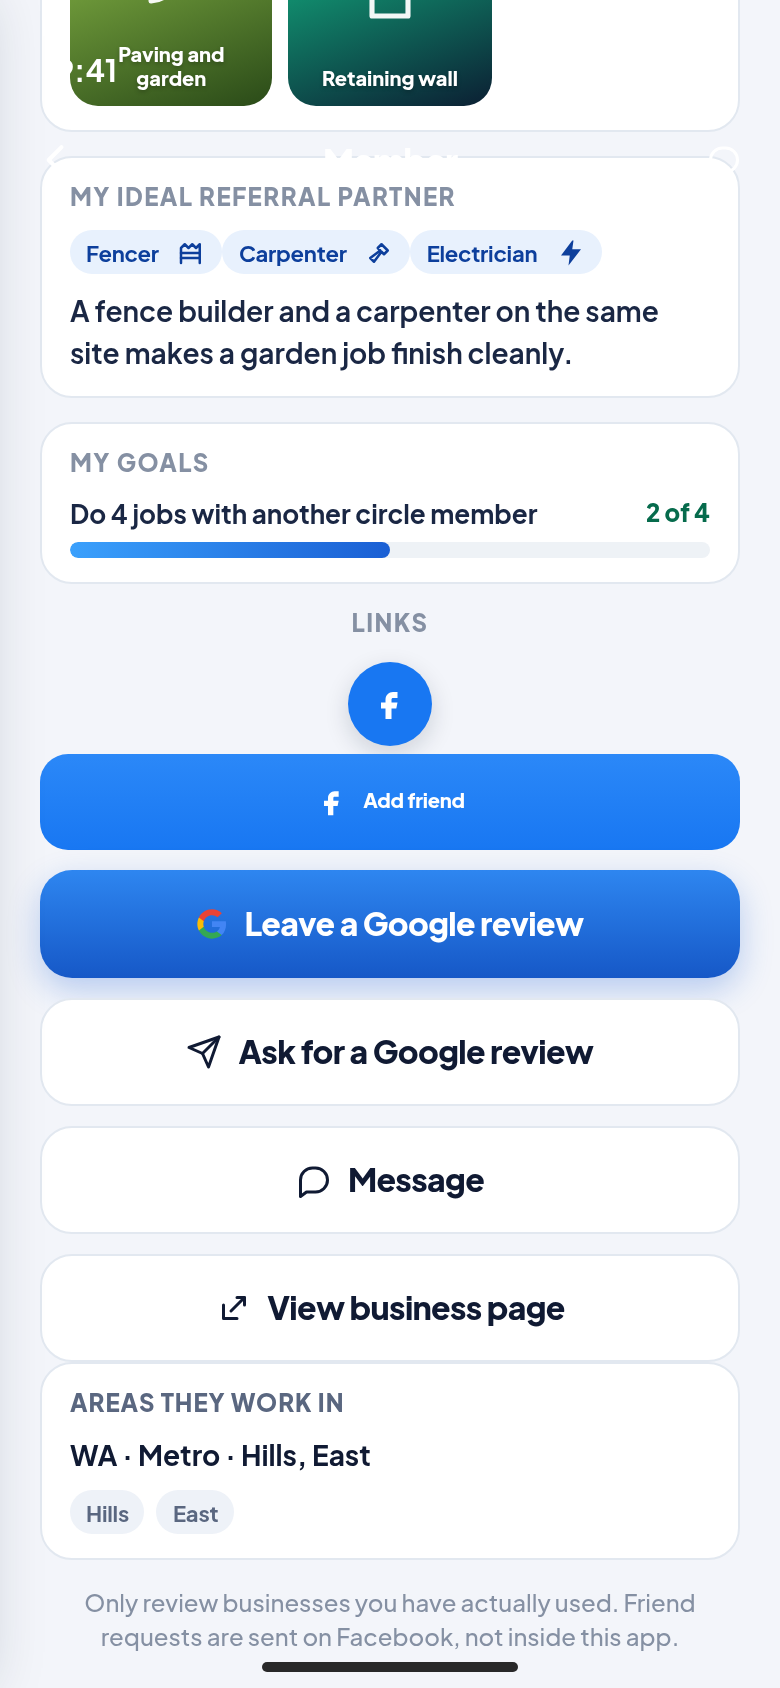 Paving and
garden
:41
Retaining wall
MY IDEAL REFERRAL PARTNER
Fencer
Carpenter
Electrician
A fence builder and a carpenter on the same
site makes a garden job finish cleanly.
MY GOALS
Do 4 jobs with another circle member
2 of 4
LINKS
Add friend
Leave a Google review
Ask for a Google review
Message
View business page
AREAS THEY WORK IN
WA · Metro · Hills, East
Hills
East
Only review businesses you have actually used. Friend
requests are sent on Facebook, not inside this app.